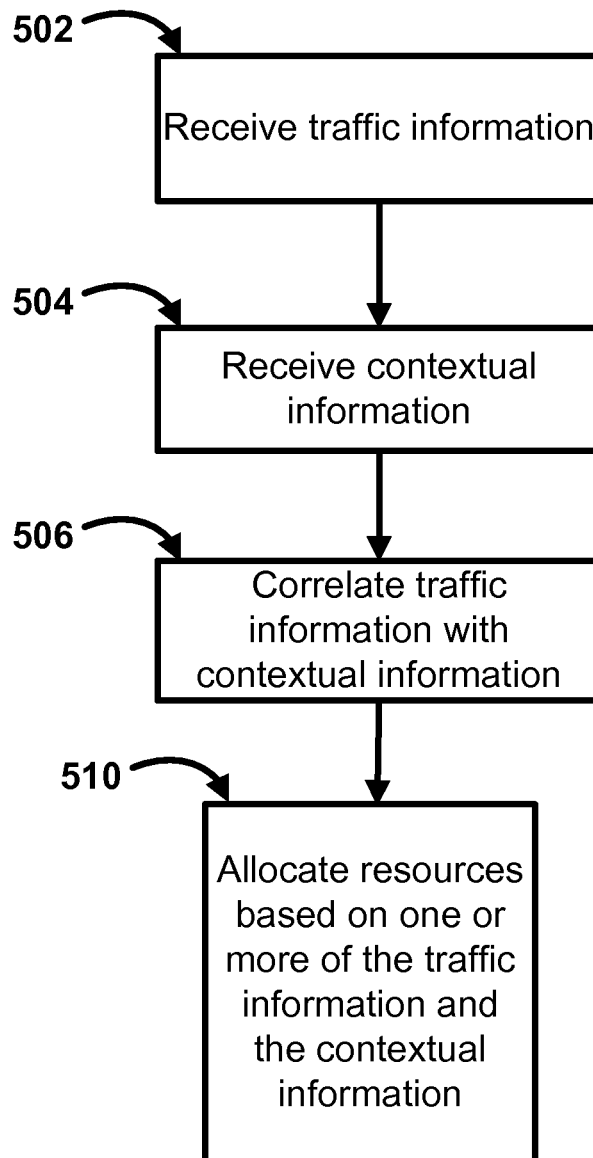 502
Receive traffic information
504
Receive contextual
information
506
Correlate traffic
information with
contextual information
510
Allocate resources
based on one or
more of the traffic
information and
the contextual
information